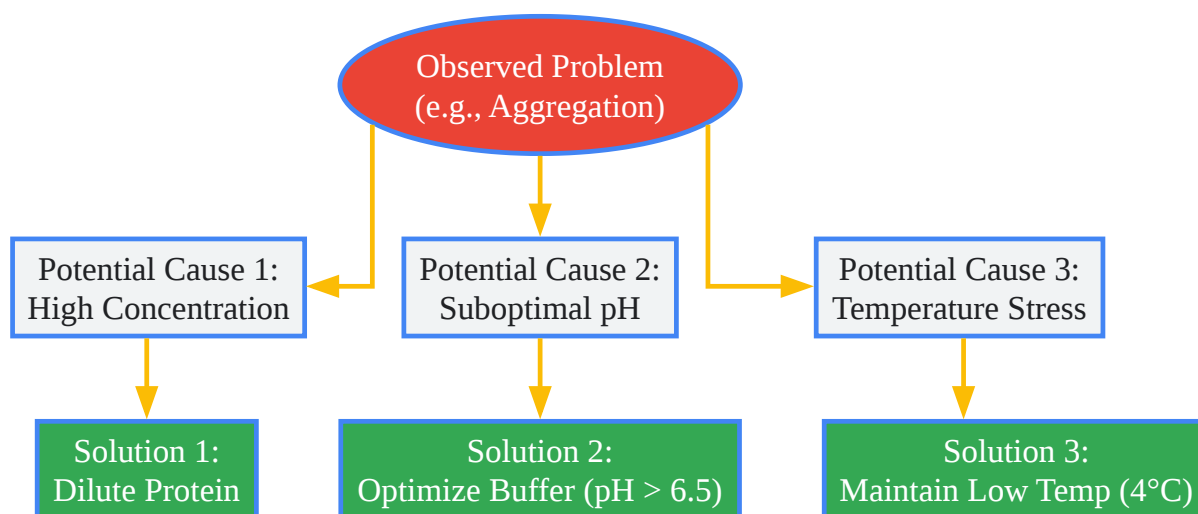 Observed Problem
(e.g., Aggregation)
Potential Cause 1:
High Concentration
Potential Cause 2:
Suboptimal pH
Potential Cause 3:
Temperature Stress
Solution 1:
Dilute Protein
Solution 2:
Optimize Buffer (pH > 6.5)
Solution 3:
Maintain Low Temp (4°C)